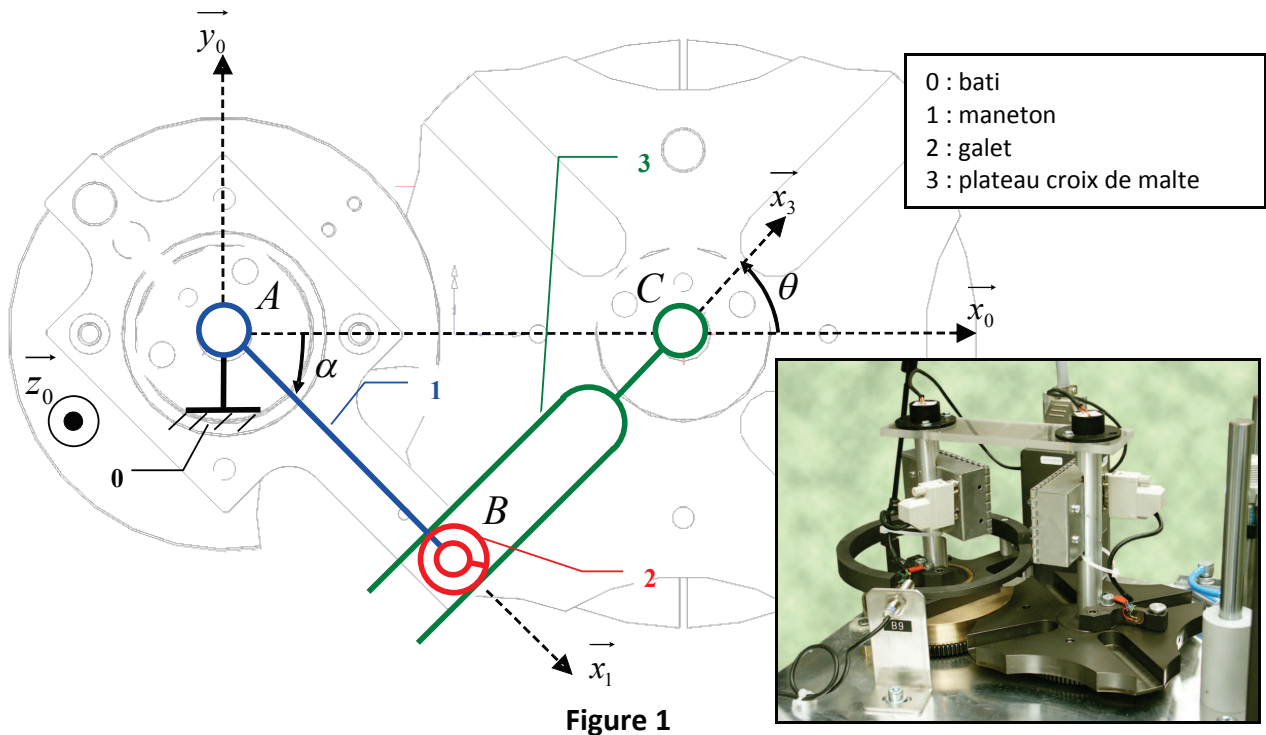 y₀
0 : bati
1 : maneton
2 : galet
3 : plateau croix de malte
3
x₃
A
C
θ
x₀
z₀
α
1
0
B
2
x₁
B9
Figure 1